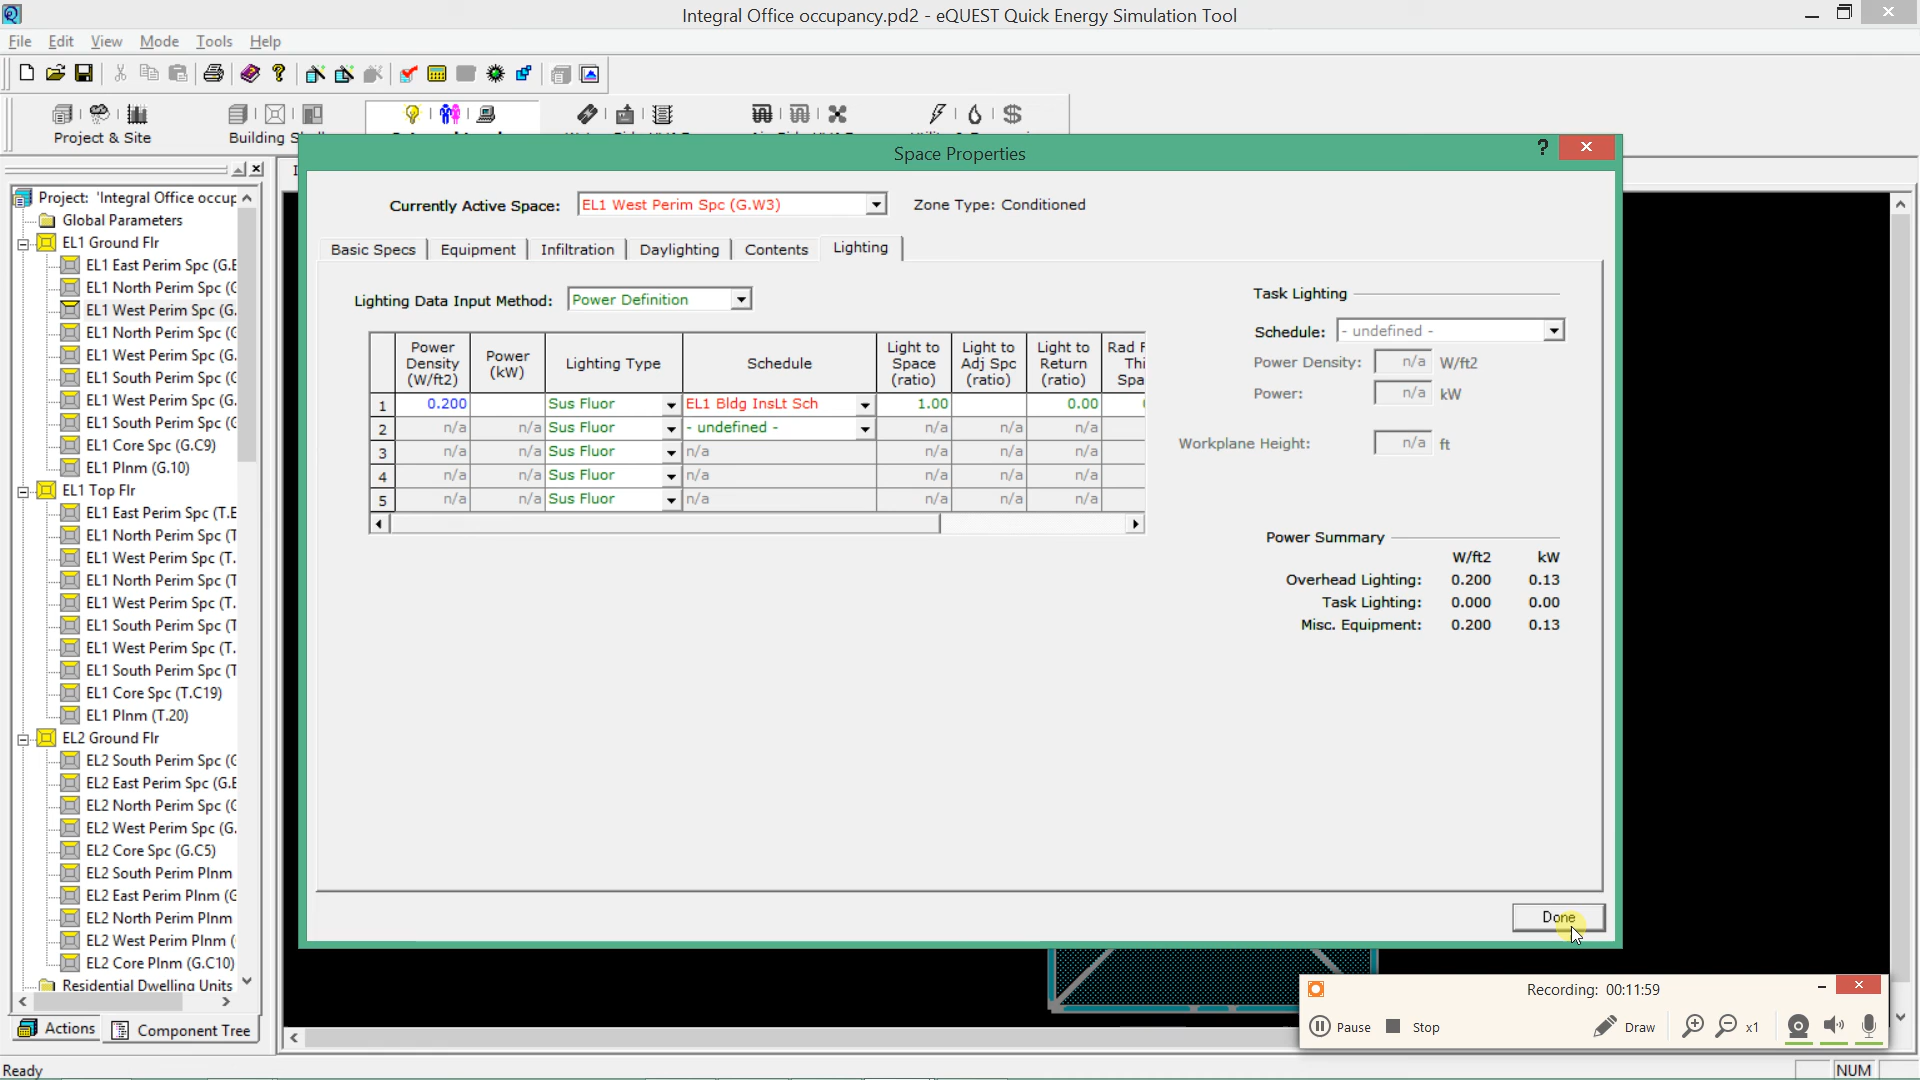 Integral Office occupancy.pd2 - eQUEST Quick Energy Simulation Tool
File Edit View Mode Tools Help
Project & Site
Building
Space Properties
?
Project: 'Integral Office occup
Global Parameters
EL1 Ground Flr
EL1 East Perim Spc (G.E
EL1 North Perim Spc (G
EL1 West Perim Spc (G.
EL1 North Perim Spc (G
EL1 West Perim Spc (G.
EL1 South Perim Spc (G
EL1 West Perim Spc (G.
EL1 South Perim Spc (G
EL1 Core Spc (G.C9)
EL1 Plnm (G.10)
EL1 Top Flr
EL1 East Perim Spc (T.E
EL1 North Perim Spc (T
EL1 West Perim Spc (T.
EL1 North Perim Spc (T
EL1 West Perim Spc (T.
EL1 South Perim Spc (T
EL1 West Perim Spc (T.
EL1 South Perim Spc (T
EL1 Core Spc (T.C19)
EL1 Plnm (T.20)
EL2 Ground Flr
EL2 South Perim Spc (G
EL2 East Perim Spc (G.E
EL2 North Perim Spc (G
EL2 West Perim Spc (G.
EL2 Core Spc (G.C5)
EL2 South Perim Plnm
EL2 East Perim Plnm (G
EL2 North Perim Plnm
EL2 West Perim Plnm (
EL2 Core Plnm (G.C10)
Residential Dwelling Units
Actions Component Tree
Currently Active Space: EL1 West Perim Spc (G.W3) Zone Type: Conditioned
Basic Specs Equipment Infiltration Daylighting Contents Lighting
Lighting Data Input Method: Power Definition
Power Density (W/ft2) Power (kW) Lighting Type Schedule Light to Space (ratio) Light to Adj Spc (ratio) Light to Return (ratio) Rad F Thi Spa
1 0.200 Sus Fluor EL1 Bldg InsLt Sch 1.00 0.00
2 n/a n/a Sus Fluor - undefined - n/a n/a n/a
3 n/a n/a Sus Fluor n/a n/a n/a n/a
4 n/a n/a Sus Fluor n/a n/a n/a n/a
5 n/a n/a Sus Fluor n/a n/a n/a n/a
Task Lighting
Schedule: - undefined -
Power Density: n/a W/ft2
Power: n/a kW
Workplane Height: n/a ft
Power Summary
W/ft2 kW
Overhead Lighting: 0.200 0.13
Task Lighting: 0.000 0.00
Misc. Equipment: 0.200 0.13
Done
Recording: 00:11:59
Pause Stop Draw x1
Ready NUM